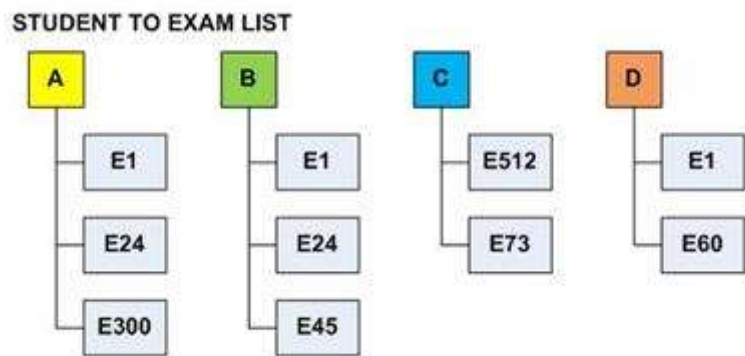 STUDENT TO EXAM LIST
A B C D
E1 E1 E512 E1
E24 E24 E73 E60
E300 E45